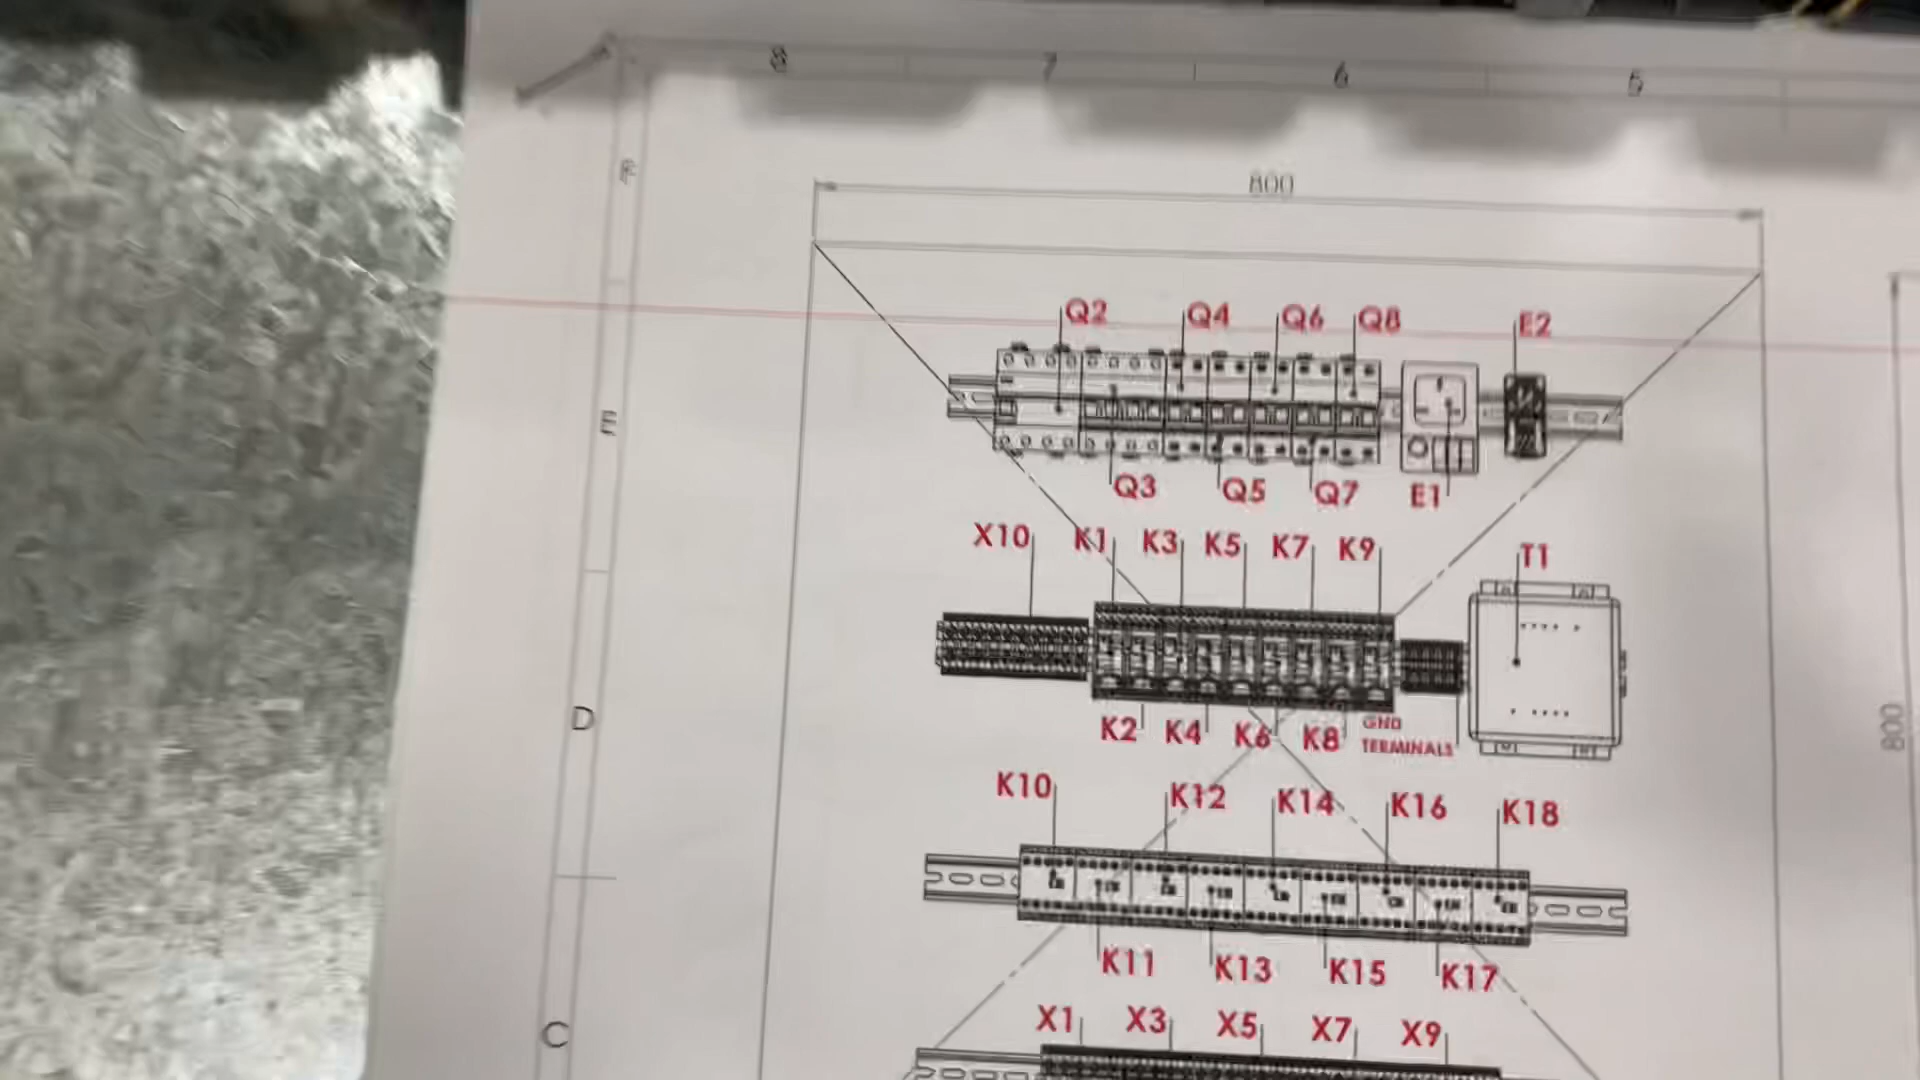 8 7 6 5
F
800
Q2 Q4 Q6 Q8 E2
E
Q3 Q5 Q7 E1
X10 K1 K3 K5 K7 K9 T1
D
K2 K4 K6 K8 GND
TERMINALS
800
K10 K12 K14 K16 K18
K11 K13 K15 K17
C
X1 X3 X5 X7 X9